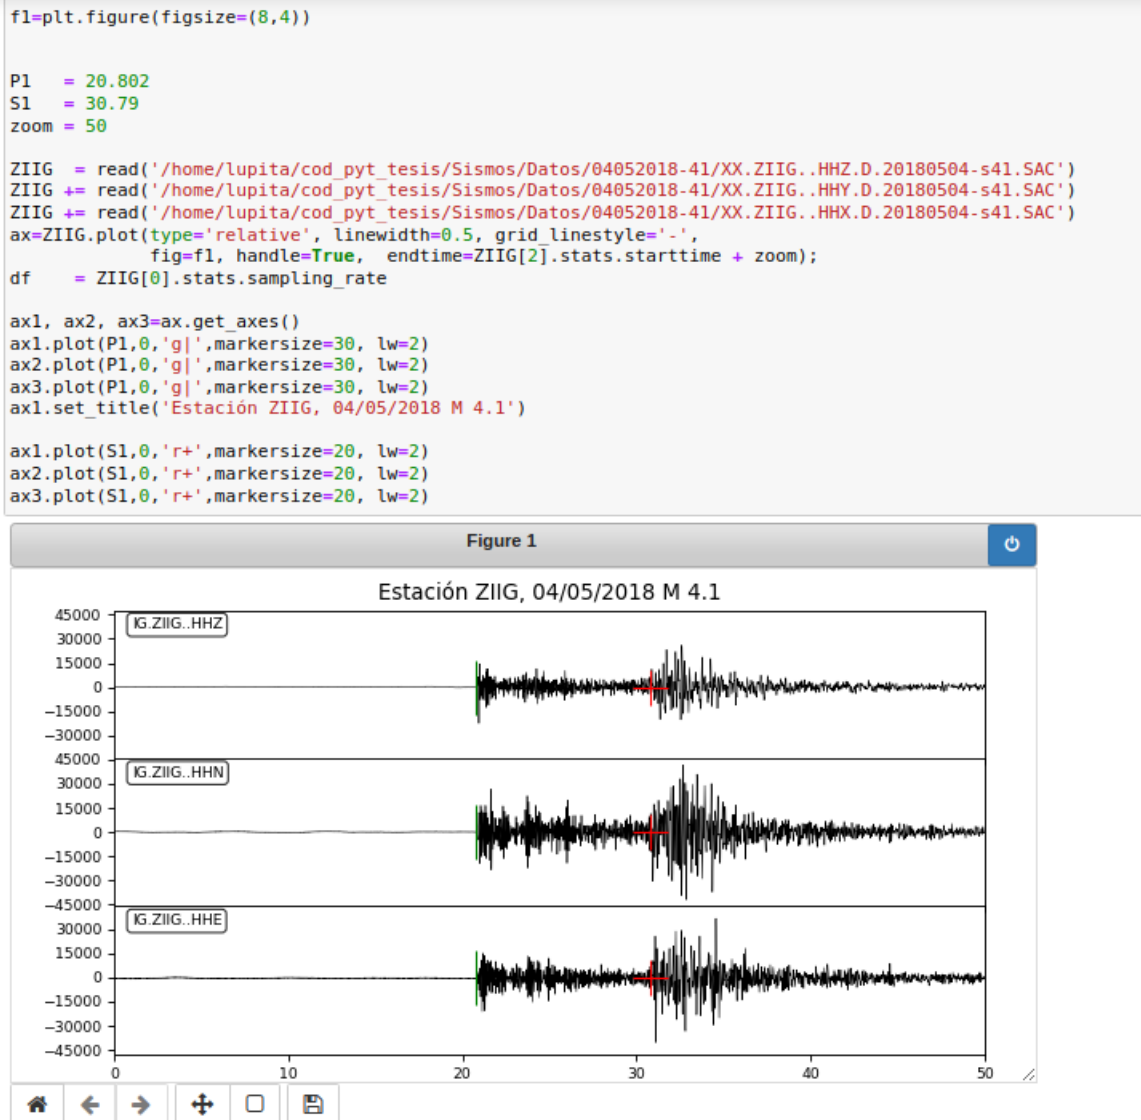 f1=plt.figure(figsize=(8,4))
P1   = 20.802
S1   = 30.79
zoom = 50
ZIIG  = read('/home/lupita/cod_pyt_tesis/Sismos/Datos/04052018-41/XX.ZIIG..HHZ.D.20180504-s41.SAC')
ZIIG += read('/home/lupita/cod_pyt_tesis/Sismos/Datos/04052018-41/XX.ZIIG..HHY.D.20180504-s41.SAC')
ZIIG += read('/home/lupita/cod_pyt_tesis/Sismos/Datos/04052018-41/XX.ZIIG..HHX.D.20180504-s41.SAC')
ax=ZIIG.plot(type='relative', linewidth=0.5, grid_linestyle='-',
             fig=f1, handle=True,  endtime=ZIIG[2].stats.starttime + zoom);
df    = ZIIG[0].stats.sampling_rate
ax1, ax2, ax3=ax.get_axes()
ax1.plot(P1,0,'g|',markersize=30, lw=2)
ax2.plot(P1,0,'g|',markersize=30, lw=2)
ax3.plot(P1,0,'g|',markersize=30, lw=2)
ax1.set_title('Estación ZIIG, 04/05/2018 M 4.1')
ax1.plot(S1,0,'r+',markersize=20, lw=2)
ax2.plot(S1,0,'r+',markersize=20, lw=2)
ax3.plot(S1,0,'r+',markersize=20, lw=2)
Figure 1
Estación ZIIG, 04/05/2018 M 4.1
45000
IG.ZIIG..HHZ
30000
15000
0
−15000
−30000
45000
IG.ZIIG..HHN
30000
15000
0
−15000
−30000
−45000
IG.ZIIG..HHE
30000
15000
0
−15000
−30000
−45000
0 10 20 30 40 50